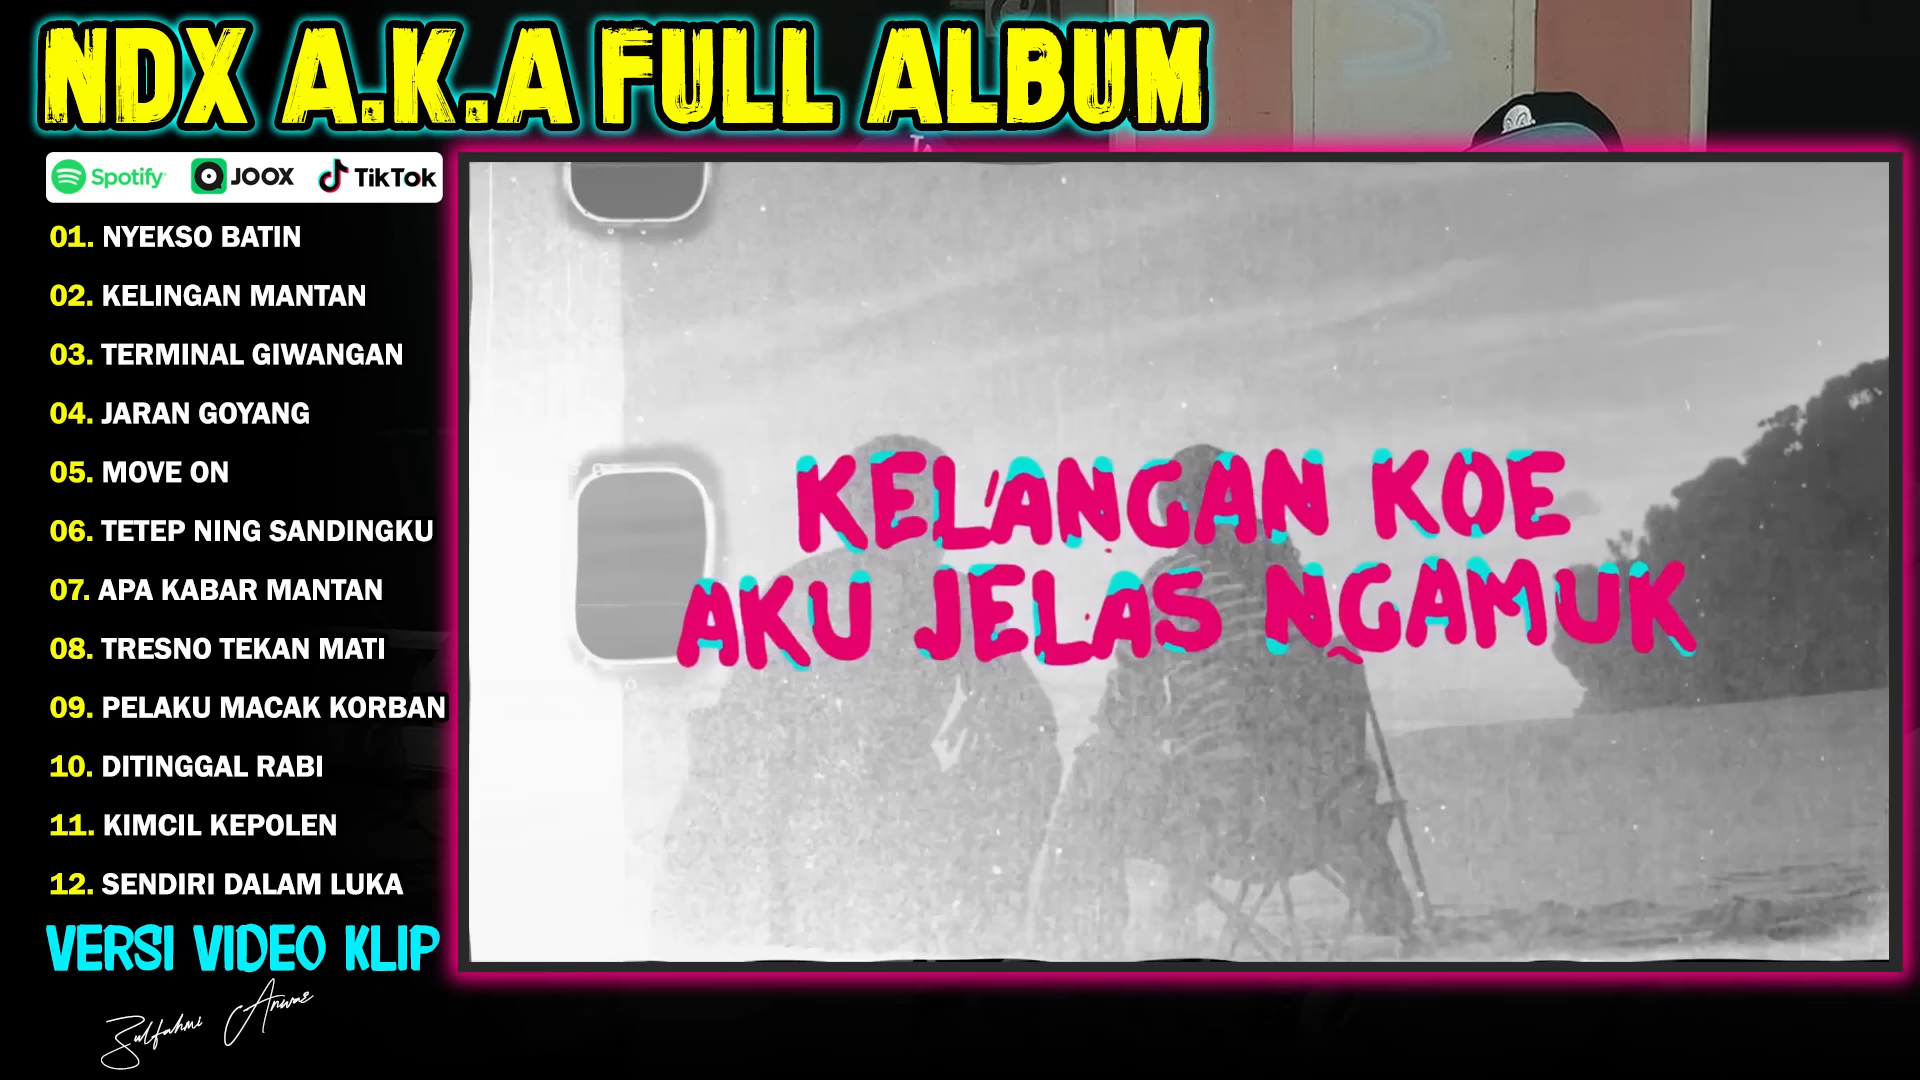 NDX A.K.A FULL ALBUM
Spotify JOOX TikTok
01. NYEKSO BATIN
02. KELINGAN MANTAN
03. TERMINAL GIWANGAN
04. JARAN GOYANG
05. MOVE ON
06. TETEP NING SANDINGKU
07. APA KABAR MANTAN
08. TRESNO TEKAN MATI
09. PELAKU MACAK KORBAN
10. DITINGGAL RABI
11. KIMCIL KEPOLEN
12. SENDIRI DALAM LUKA
VERSI VIDEO KLIP
KELANGAN KOE
AKU JELAS NGAMUK